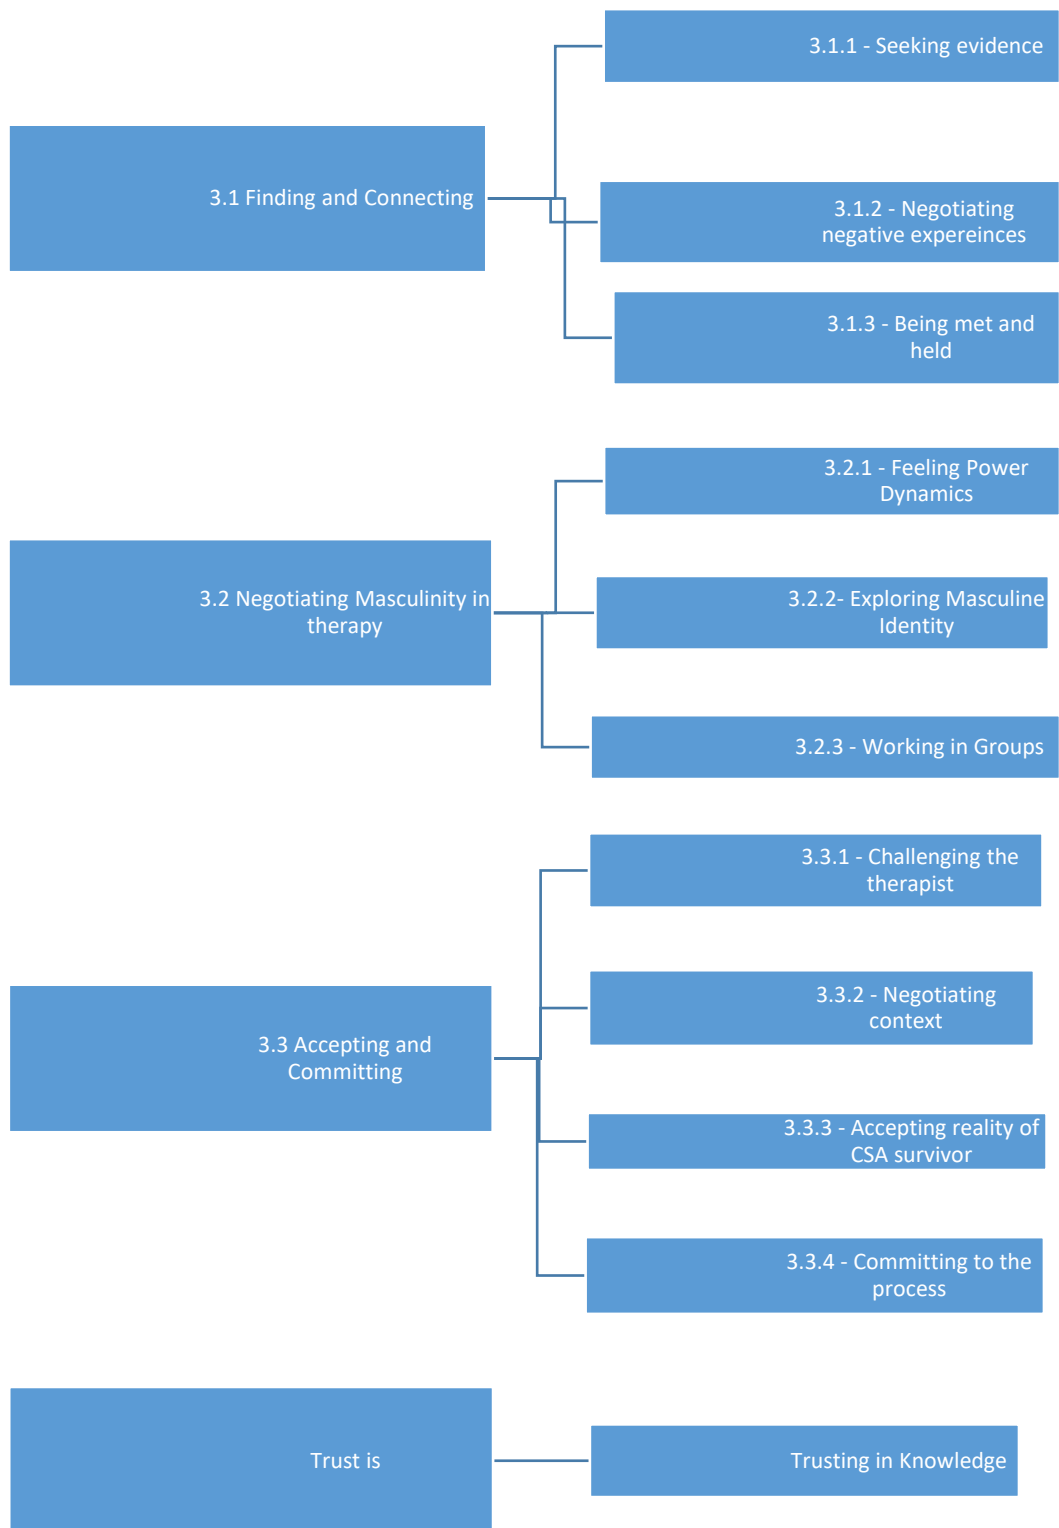 3.1 Finding and Connecting
3.1.1 - Seeking evidence
3.1.2 - Negotiating
negative expereinces
3.1.3 - Being met and
held
3.2 Negotiating Masculinity in
therapy
3.2.1 - Feeling Power
Dynamics
3.2.2- Exploring Masculine
Identity
3.2.3 - Working in Groups
3.3 Accepting and
Committing
3.3.1 - Challenging the
therapist
3.3.2 - Negotiating
context
3.3.3 - Accepting reality of
CSA survivor
3.3.4 - Committing to the
process
Trust is
Trusting in Knowledge